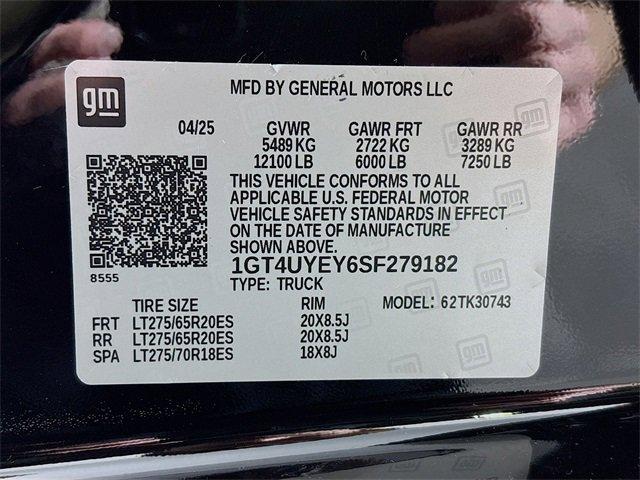 gm
MFD BY GENERAL MOTORS LLC
04/25 GVWR GAWR FRT GAWR RR
5489 KG 2722 KG 3289 KG
12100 LB 6000 LB 7250 LB
THIS VEHICLE CONFORMS TO ALL
APPLICABLE U.S. FEDERAL MOTOR
VEHICLE SAFETY STANDARDS IN EFFECT
ON THE DATE OF MANUFACTURE
SHOWN ABOVE.
8555
1GT4UYEY6SF279182
TYPE: TRUCK
TIRE SIZE RIM MODEL: 62TK30743
FRT LT275/65R20ES 20X8.5J
RR LT275/65R20ES 20X8.5J
SPA LT275/70R18ES 18X8J